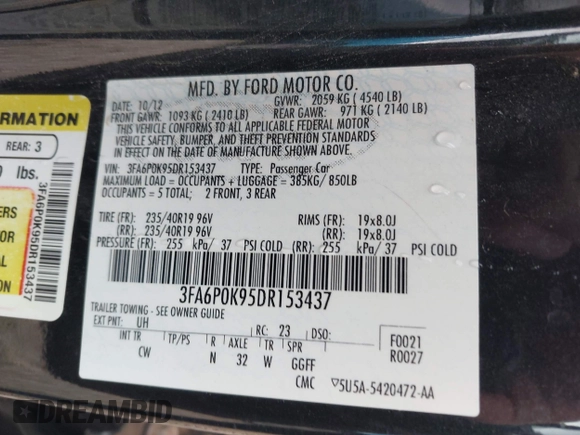 MFD. BY FORD MOTOR CO.
DATE: 10/12 GVWR: 2059 KG (4540 LB)
FRONT GAWR: 1093 KG (2410 LB) REAR GAWR: 971 KG (2140 LB)
THIS VEHICLE CONFORMS TO ALL APPLICABLE FEDERAL MOTOR
VEHICLE SAFETY, BUMPER, AND THEFT PREVENTION STANDARDS
IN EFFECT ON THE DATE OF MANUFACTURE SHOWN ABOVE.
VIN: 3FA6P0K95DR153437 TYPE: Passenger Car
MAXIMUM LOAD = OCCUPANTS + LUGGAGE = 385KG/850LB
OCCUPANTS = 5 TOTAL; 2 FRONT, 3 REAR
TIRE (FR): 235/40R19 96V RIMS (FR): 19x8.0J
(RR): 235/40R19 96V (RR): 19x8.0J
PRESSURE (FR): 255 kPa/ 37 PSI COLD (RR): 255 kPa/ 37 PSI COLD
3FA6P0K95DR153437
TRAILER TOWING - SEE OWNER GUIDE
EXT PNT: UH RC: 23 DSO:
F0021
R0027
INT TR TP/PS R AXLE TR SPR
CW N 32 W GGFF
CMC 5U5A-5420472-AA
FORMATION
REAR: 3
lbs.
3FA6P0K95DR153437
DREAMBID